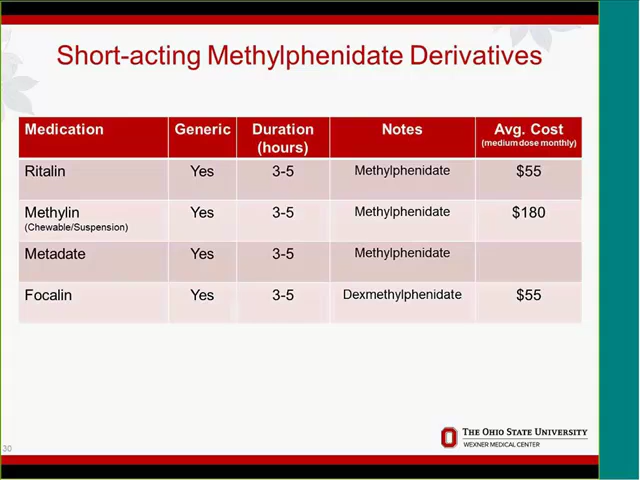 Short-acting Methylphenidate Derivatives
Medication Generic Duration (hours) Notes Avg. Cost (medium dose monthly)
Ritalin Yes 3-5 Methylphenidate $55
Methylin (Chewable/Suspension) Yes 3-5 Methylphenidate $180
Metadate Yes 3-5 Methylphenidate
Focalin Yes 3-5 Dexmethylphenidate $55
THE OHIO STATE UNIVERSITY
WEXNER MEDICAL CENTER
30